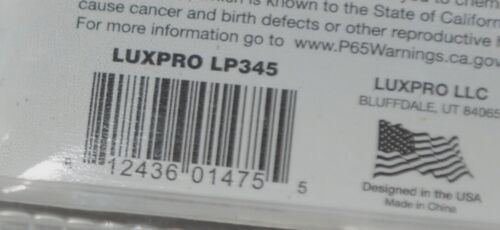 is known to the State of Californ
cause cancer and birth defects or other reproductive
For more information go to www.P65Warnings.ca.gov
LUXPRO LP345
12436 01475 5
LUXPRO LLC
BLUFFDALE, UT 84065
Designed in the USA
Made in China